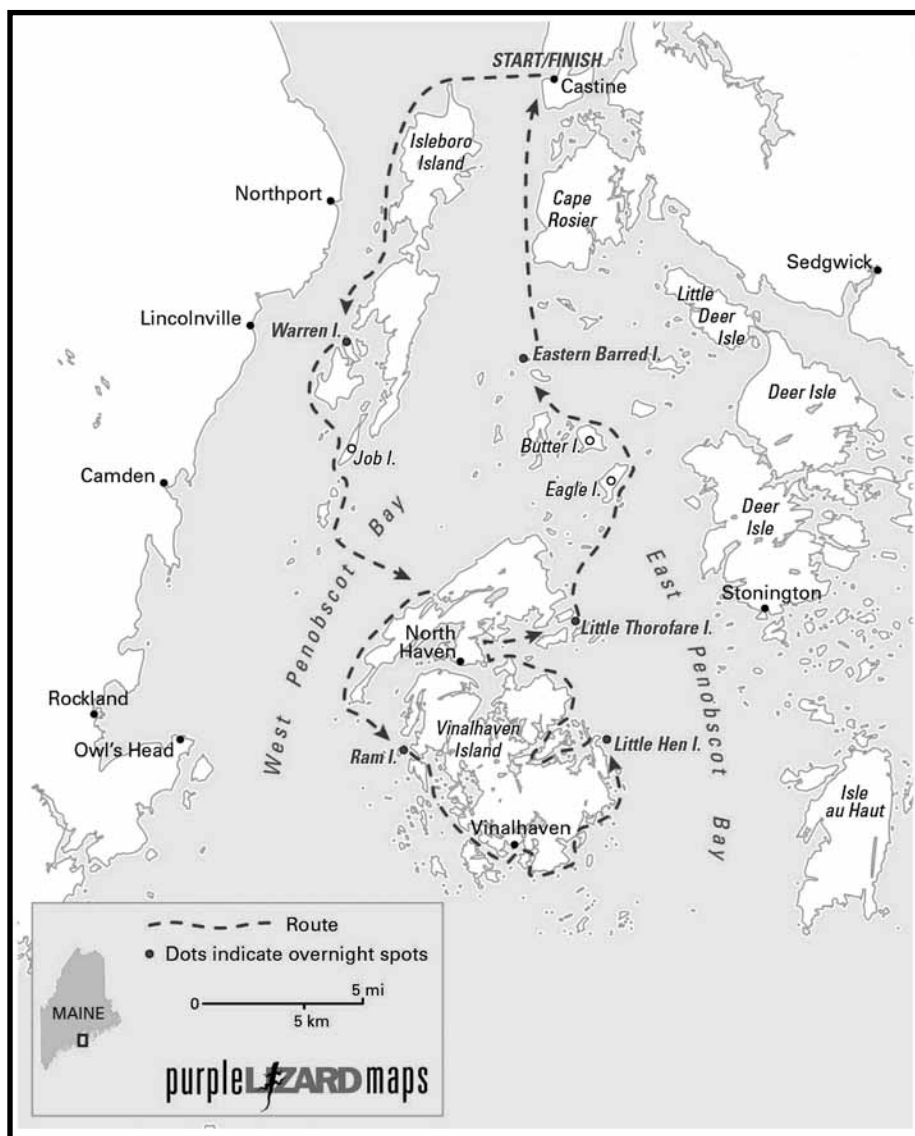 START/FINISH
Castine
Isleboro
Island
Northport
Cape
Rosier
Sedgwick
Little
Deer
Isle
Lincolnville
Warren I.
Eastern Barred I.
Deer Isle
Butter I.
Job I.
Camden
Eagle I.
Deer
Isle
West Penobscot Bay
East Penobscot Bay
Stonington
Little Thorofare I.
North
Haven
Rockland
Owl's Head
Vinalhaven
Island
Ram I.
Little Hen I.
Isle
au Haut
Vinalhaven
Route
Dots indicate overnight spots
5 mi
0
5 km
MAINE
purpleLIZARDmaps